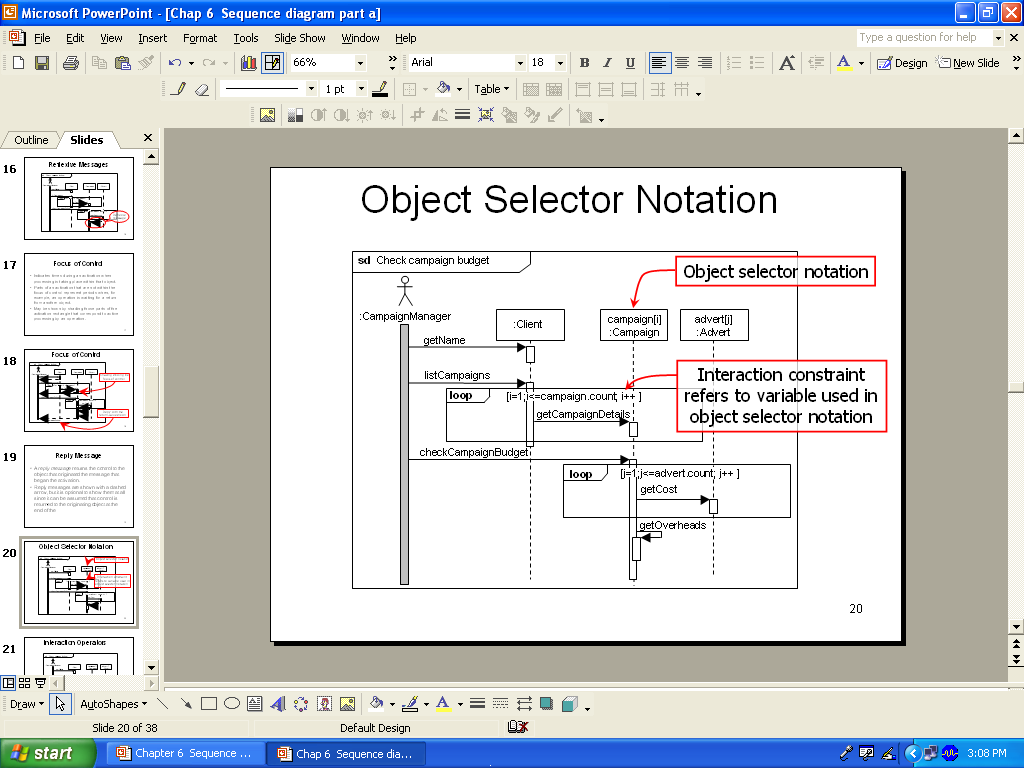 Microsoft PowerPoint - [Chap 6 Sequence diagram part a]
File Edit View Insert Format Tools Slide Show Window Help
Type a question for help
66%
Arial
18
B I U
A
A
Design
New Slide
1 pt
Table
Outline
Slides
16
Reflexive Messages
17
Focus of Control
18
Focus of Control
19
Reply Message
20
Object Selector Notation
21
Interaction Operators
Object Selector Notation
sd Check campaign budget
Object selector notation
:CampaignManager
:Client
campaign[i]
:Campaign
advert[j]
:Advert
getName
listCampaigns
Interaction constraint
refers to variable used in
object selector notation
loop
[i=1;i<=campaign.count; i++ ]
getCampaignDetails
checkCampaignBudget
loop
[j=1;j<=advert.count; j++ ]
getCost
getOverheads
20
Draw
AutoShapes
Slide 20 of 38
Default Design
start
Chapter 6 Sequence ...
Chap 6 Sequence dia...
3:08 PM